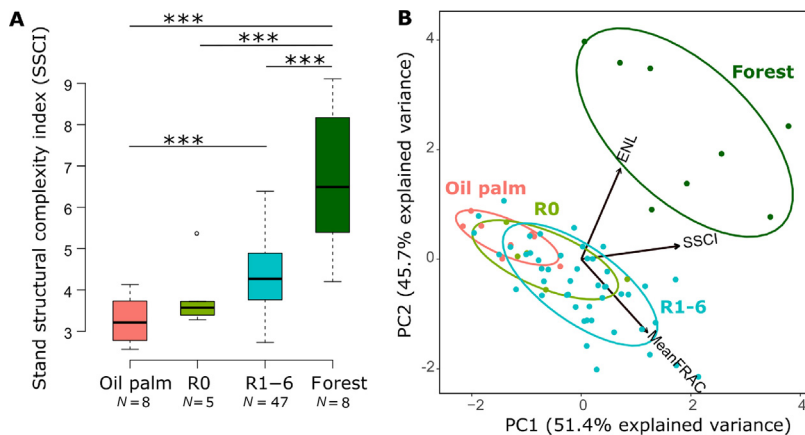 A
Stand structural complexity index (SSCI)
***
***
***
***
9
8
7
6
5
4
3
Oil palm R0 R1–6 Forest
N=8 N=5 N=47 N=8
B
PC2 (45.7% explained variance)
4
2
0
-2
Forest
ENL
Oil palm
R0
SSCI
R1-6
MeanFRAC
-2 0 2 4
PC1 (51.4% explained variance)